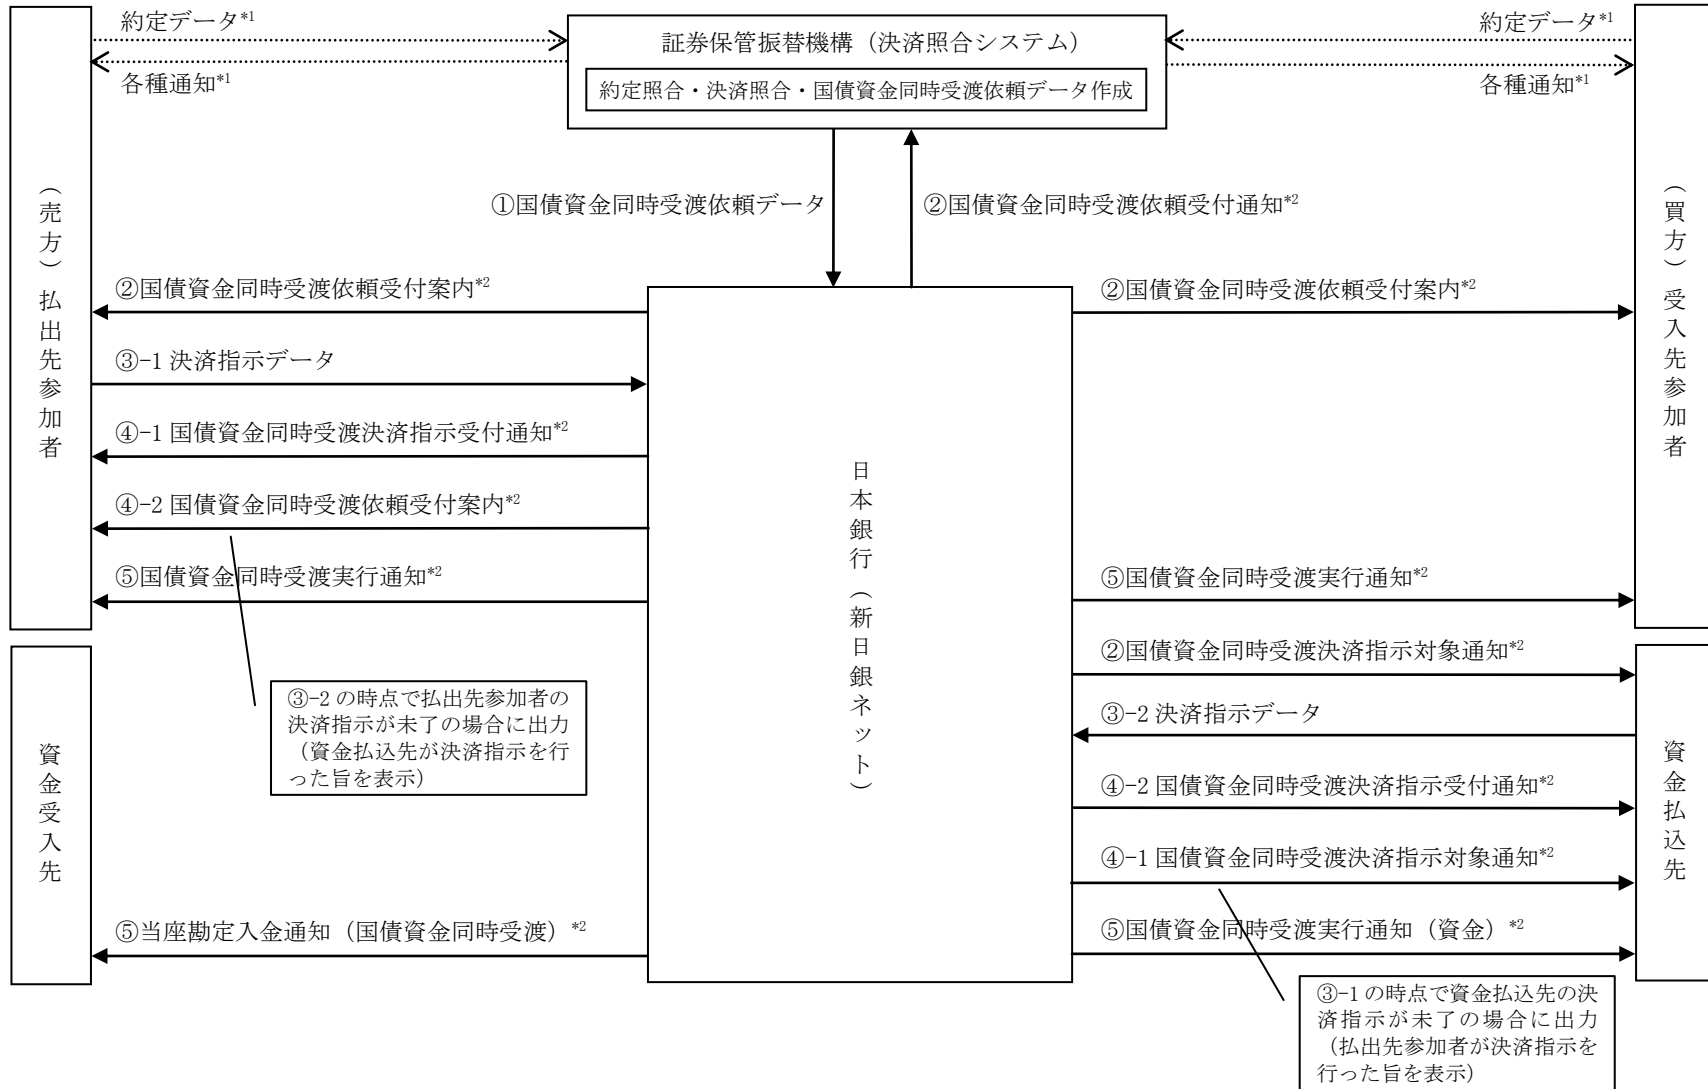 約定データ*1
各種通知*1
証券保管振替機構（決済照合システム）
約定照合・決済照合・国債資金同時受渡依頼データ作成
約定データ*1
各種通知*1
①国債資金同時受渡依頼データ
②国債資金同時受渡依頼受付通知*2
（売方）払出先参加者
②国債資金同時受渡依頼受付案内*2
③-1 決済指示データ
④-1 国債資金同時受渡決済指示受付通知*2
④-2 国債資金同時受渡依頼受付案内*2
⑤国債資金同時受渡実行通知*2
③-2 の時点で払出先参加者の
決済指示が未了の場合に出力
（資金払込先が決済指示を行
った旨を表示）
資金受入先
⑤当座勘定入金通知（国債資金同時受渡）*2
日本銀行（新日銀ネット）
（買方）受入先参加者
②国債資金同時受渡依頼受付案内*2
⑤国債資金同時受渡実行通知*2
②国債資金同時受渡決済指示対象通知*2
③-2 決済指示データ
④-2 国債資金同時受渡決済指示受付通知*2
④-1 国債資金同時受渡決済指示対象通知*2
⑤国債資金同時受渡実行通知（資金）*2
資金払込先
③-1 の時点で資金払込先の決
済指示が未了の場合に出力
（払出先参加者が決済指示を
行った旨を表示）